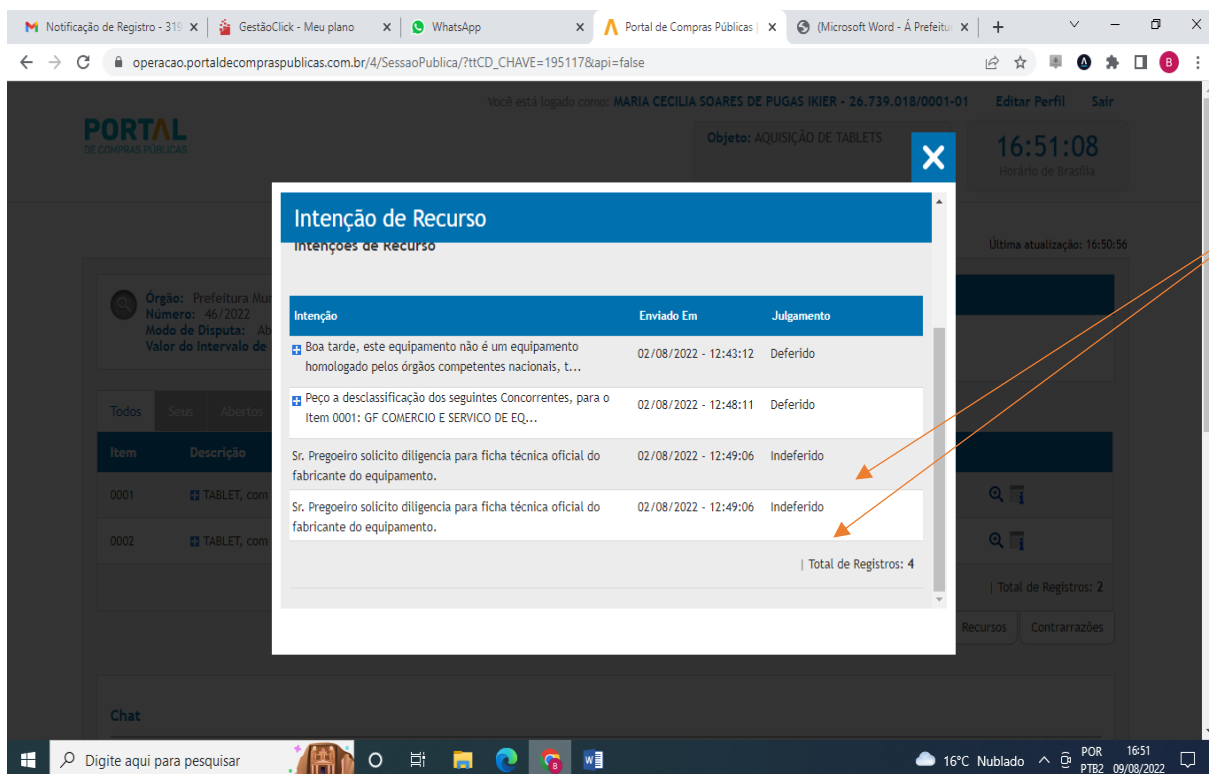 Notificação de Registro - 319
GestãoClick - Meu plano
WhatsApp
Portal de Compras Públicas |
(Microsoft Word - Á Prefeitur
operacao.portaldecompraspublicas.com.br/4/SessaoPublica/?ttCD_CHAVE=195117&api=false
B
Você está logado como: MARIA CECILIA SOARES DE PUGAS IKIER - 26.739.018/0001-01 Editar Perfil Sair
PORTAL
DE COMPRAS PÚBLICAS
Objeto: AQUISIÇÃO DE TABLETS
16:51:08
Horário de Brasília
X
Intenção de Recurso
Intenções de Recurso
Última atualização: 16:50:56
Órgão: Prefeitura Mun
Número: 46/2022
Modo de Disputa: Ab
Valor do Intervalo de
Intenção Enviado Em Julgamento
Boa tarde, este equipamento não é um equipamento
homologado pelos órgãos competentes nacionais, t...
02/08/2022 - 12:43:12 Deferido
Peço a desclassificação dos seguintes Concorrentes, para o
Item 0001: GF COMERCIO E SERVICO DE EQ...
02/08/2022 - 12:48:11 Deferido
Sr. Pregoeiro solicito diligencia para ficha técnica oficial do
fabricante do equipamento.
02/08/2022 - 12:49:06 Indeferido
Sr. Pregoeiro solicito diligencia para ficha técnica oficial do
fabricante do equipamento.
02/08/2022 - 12:49:06 Indeferido
| Total de Registros: 4
Todos Seus Abertos
Item Descrição
0001 TABLET, com
0002 TABLET, com
| Total de Registros: 2
Recursos Contrarrazões
Chat
Digite aqui para pesquisar
16°C Nublado
POR
PTB2
16:51
09/08/2022